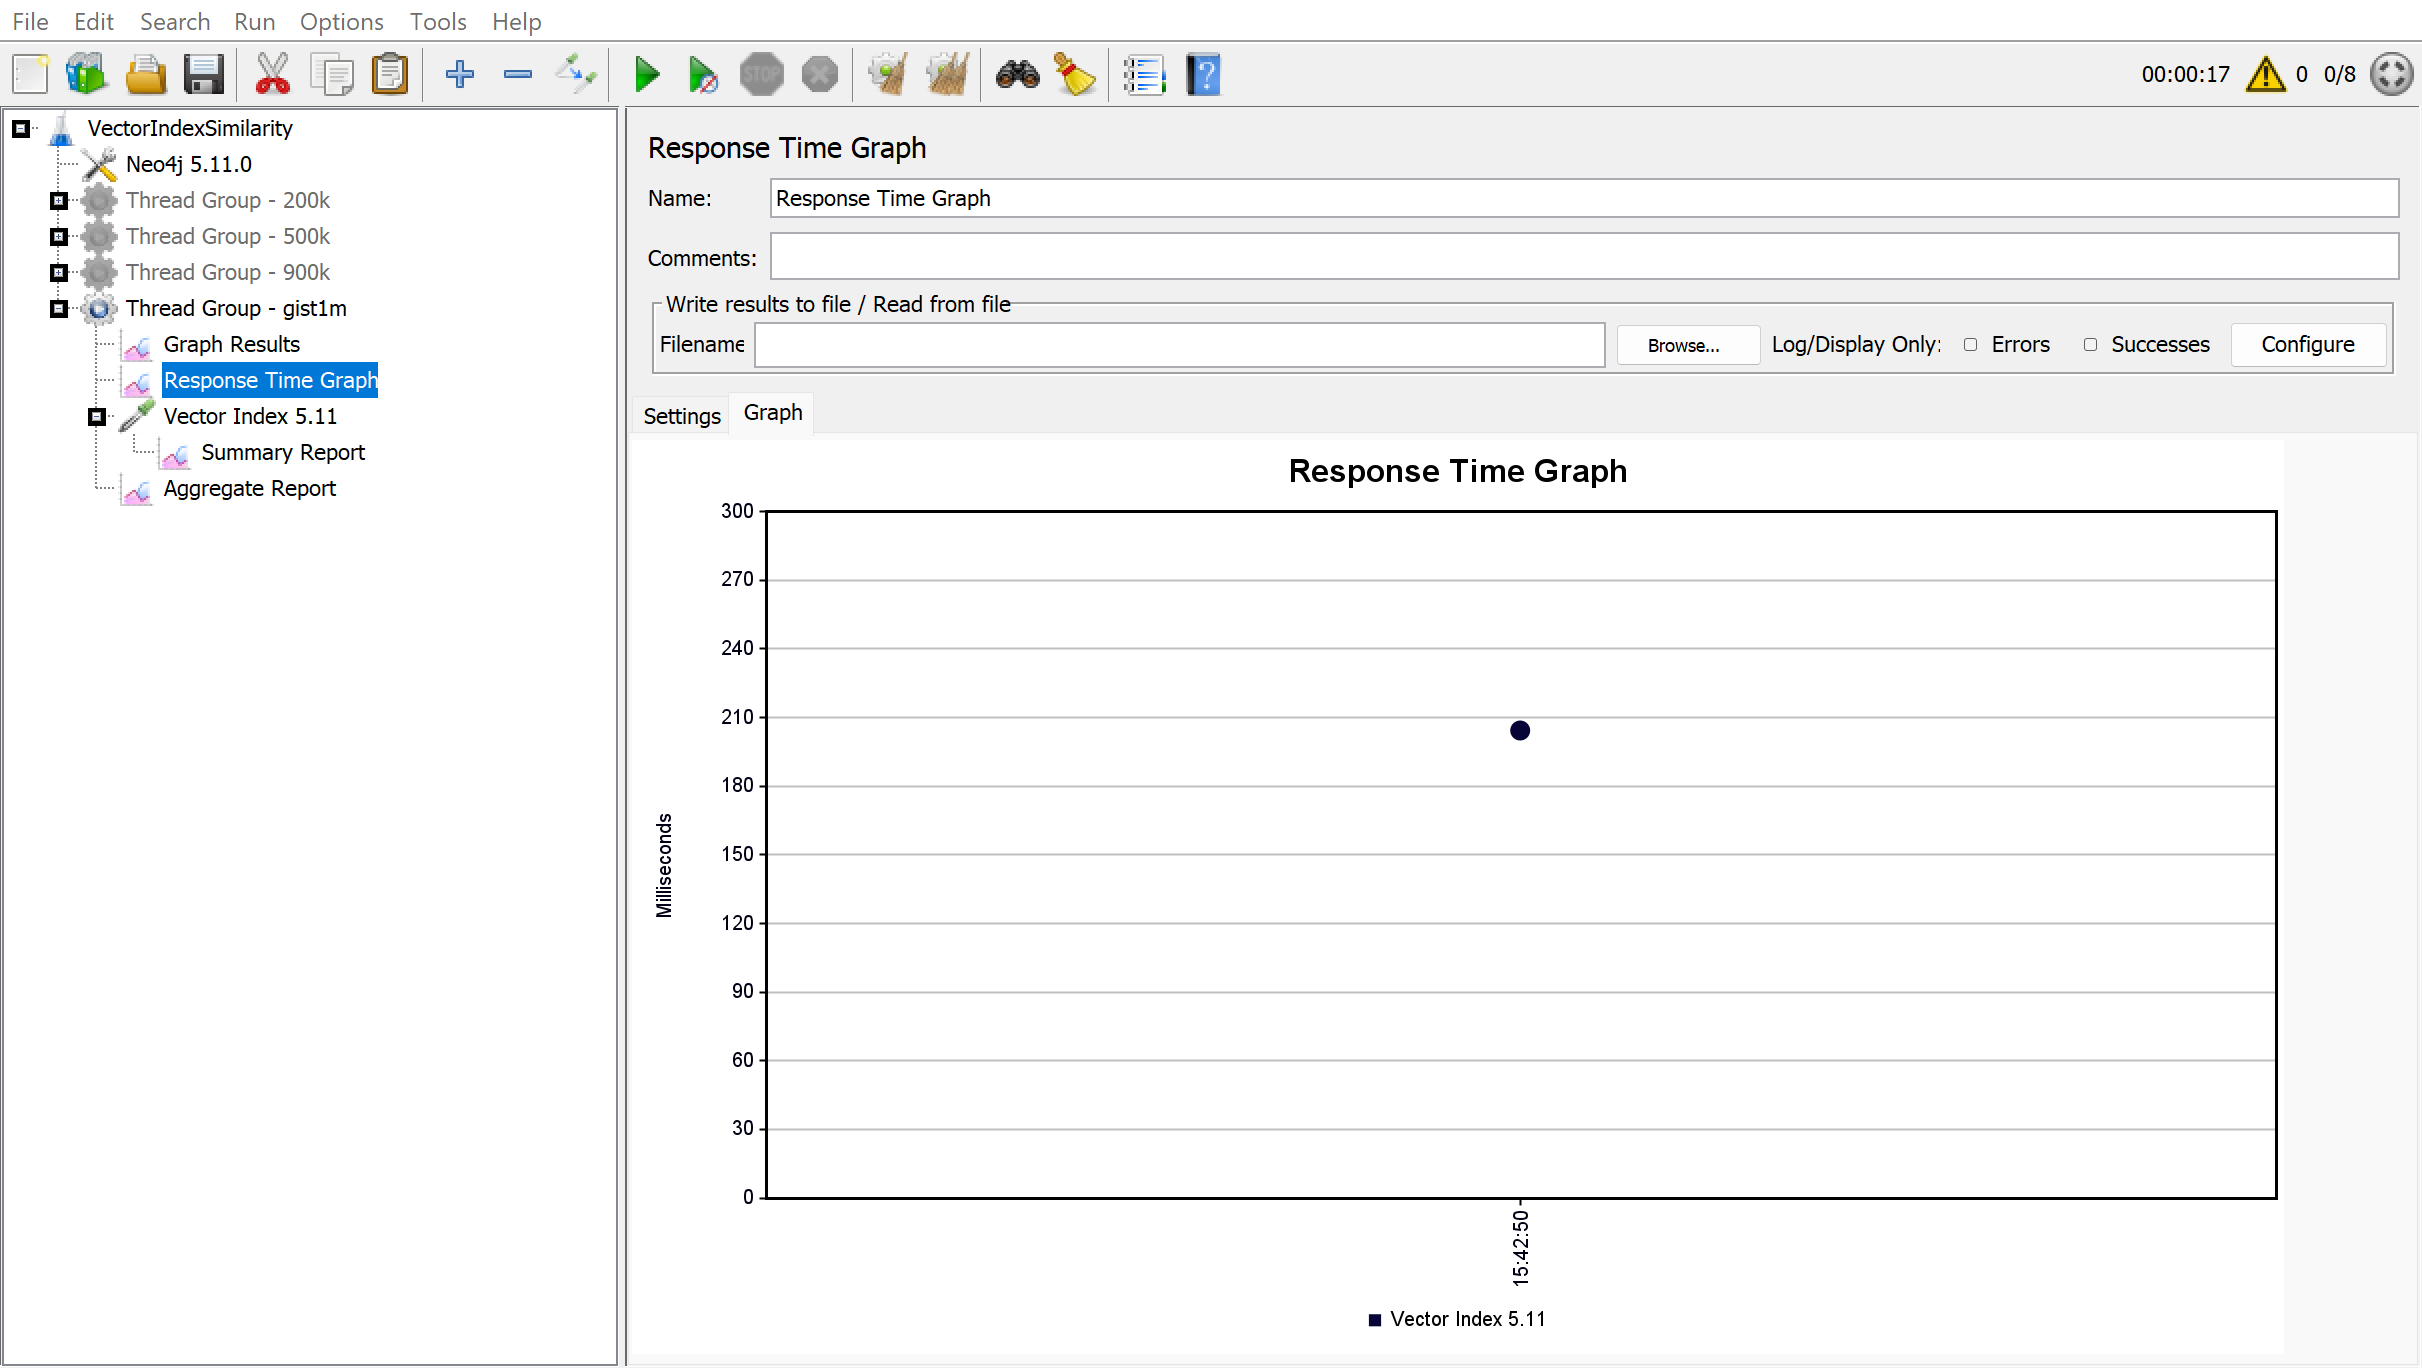 File Edit Search Run Options Tools Help
STOP
?
00:00:17 0 0/8
VectorIndexSimilarity
Neo4j 5.11.0
Thread Group - 200k
Thread Group - 500k
Thread Group - 900k
Thread Group - gist1m
Graph Results
Response Time Graph
Vector Index 5.11
Summary Report
Aggregate Report
Response Time Graph
Name: Response Time Graph
Comments:
Write results to file / Read from file
Filename Browse... Log/Display Only: Errors Successes Configure
Settings Graph
Response Time Graph
300
270
240
210
180
150
120
90
60
30
0
Milliseconds
15:42:50
Vector Index 5.11